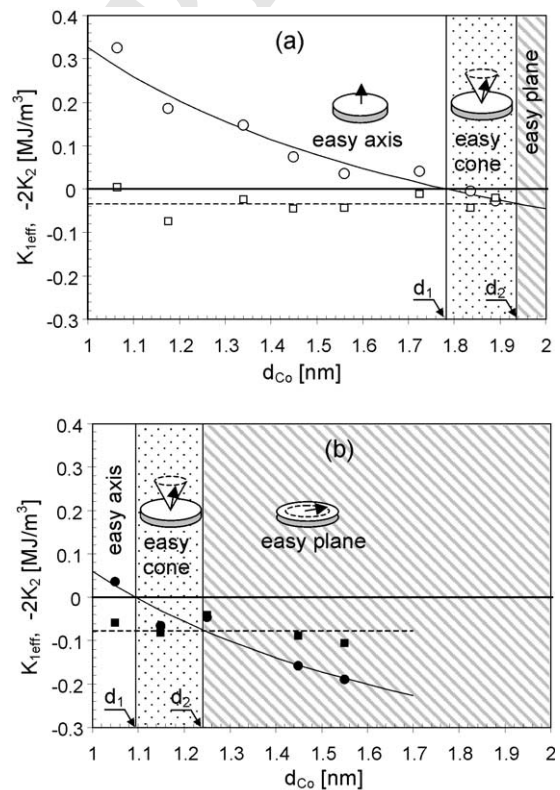 (a)
0.4
0.3
0.2
0.1
0
-0.1
-0.2
-0.3
K1eff, -2K2 [MJ/m3]
easy axis
easy
cone
easy plane
d1
d2
1 1.1 1.2 1.3 1.4 1.5 1.6 1.7 1.8 1.9 2
dCo [nm]
(b)
0.4
0.3
0.2
0.1
0
-0.1
-0.2
-0.3
K1eff, -2K2 [MJ/m3]
easy axis
easy
cone
easy plane
d1
d2
1 1.1 1.2 1.3 1.4 1.5 1.6 1.7 1.8 1.9 2
dCo [nm]